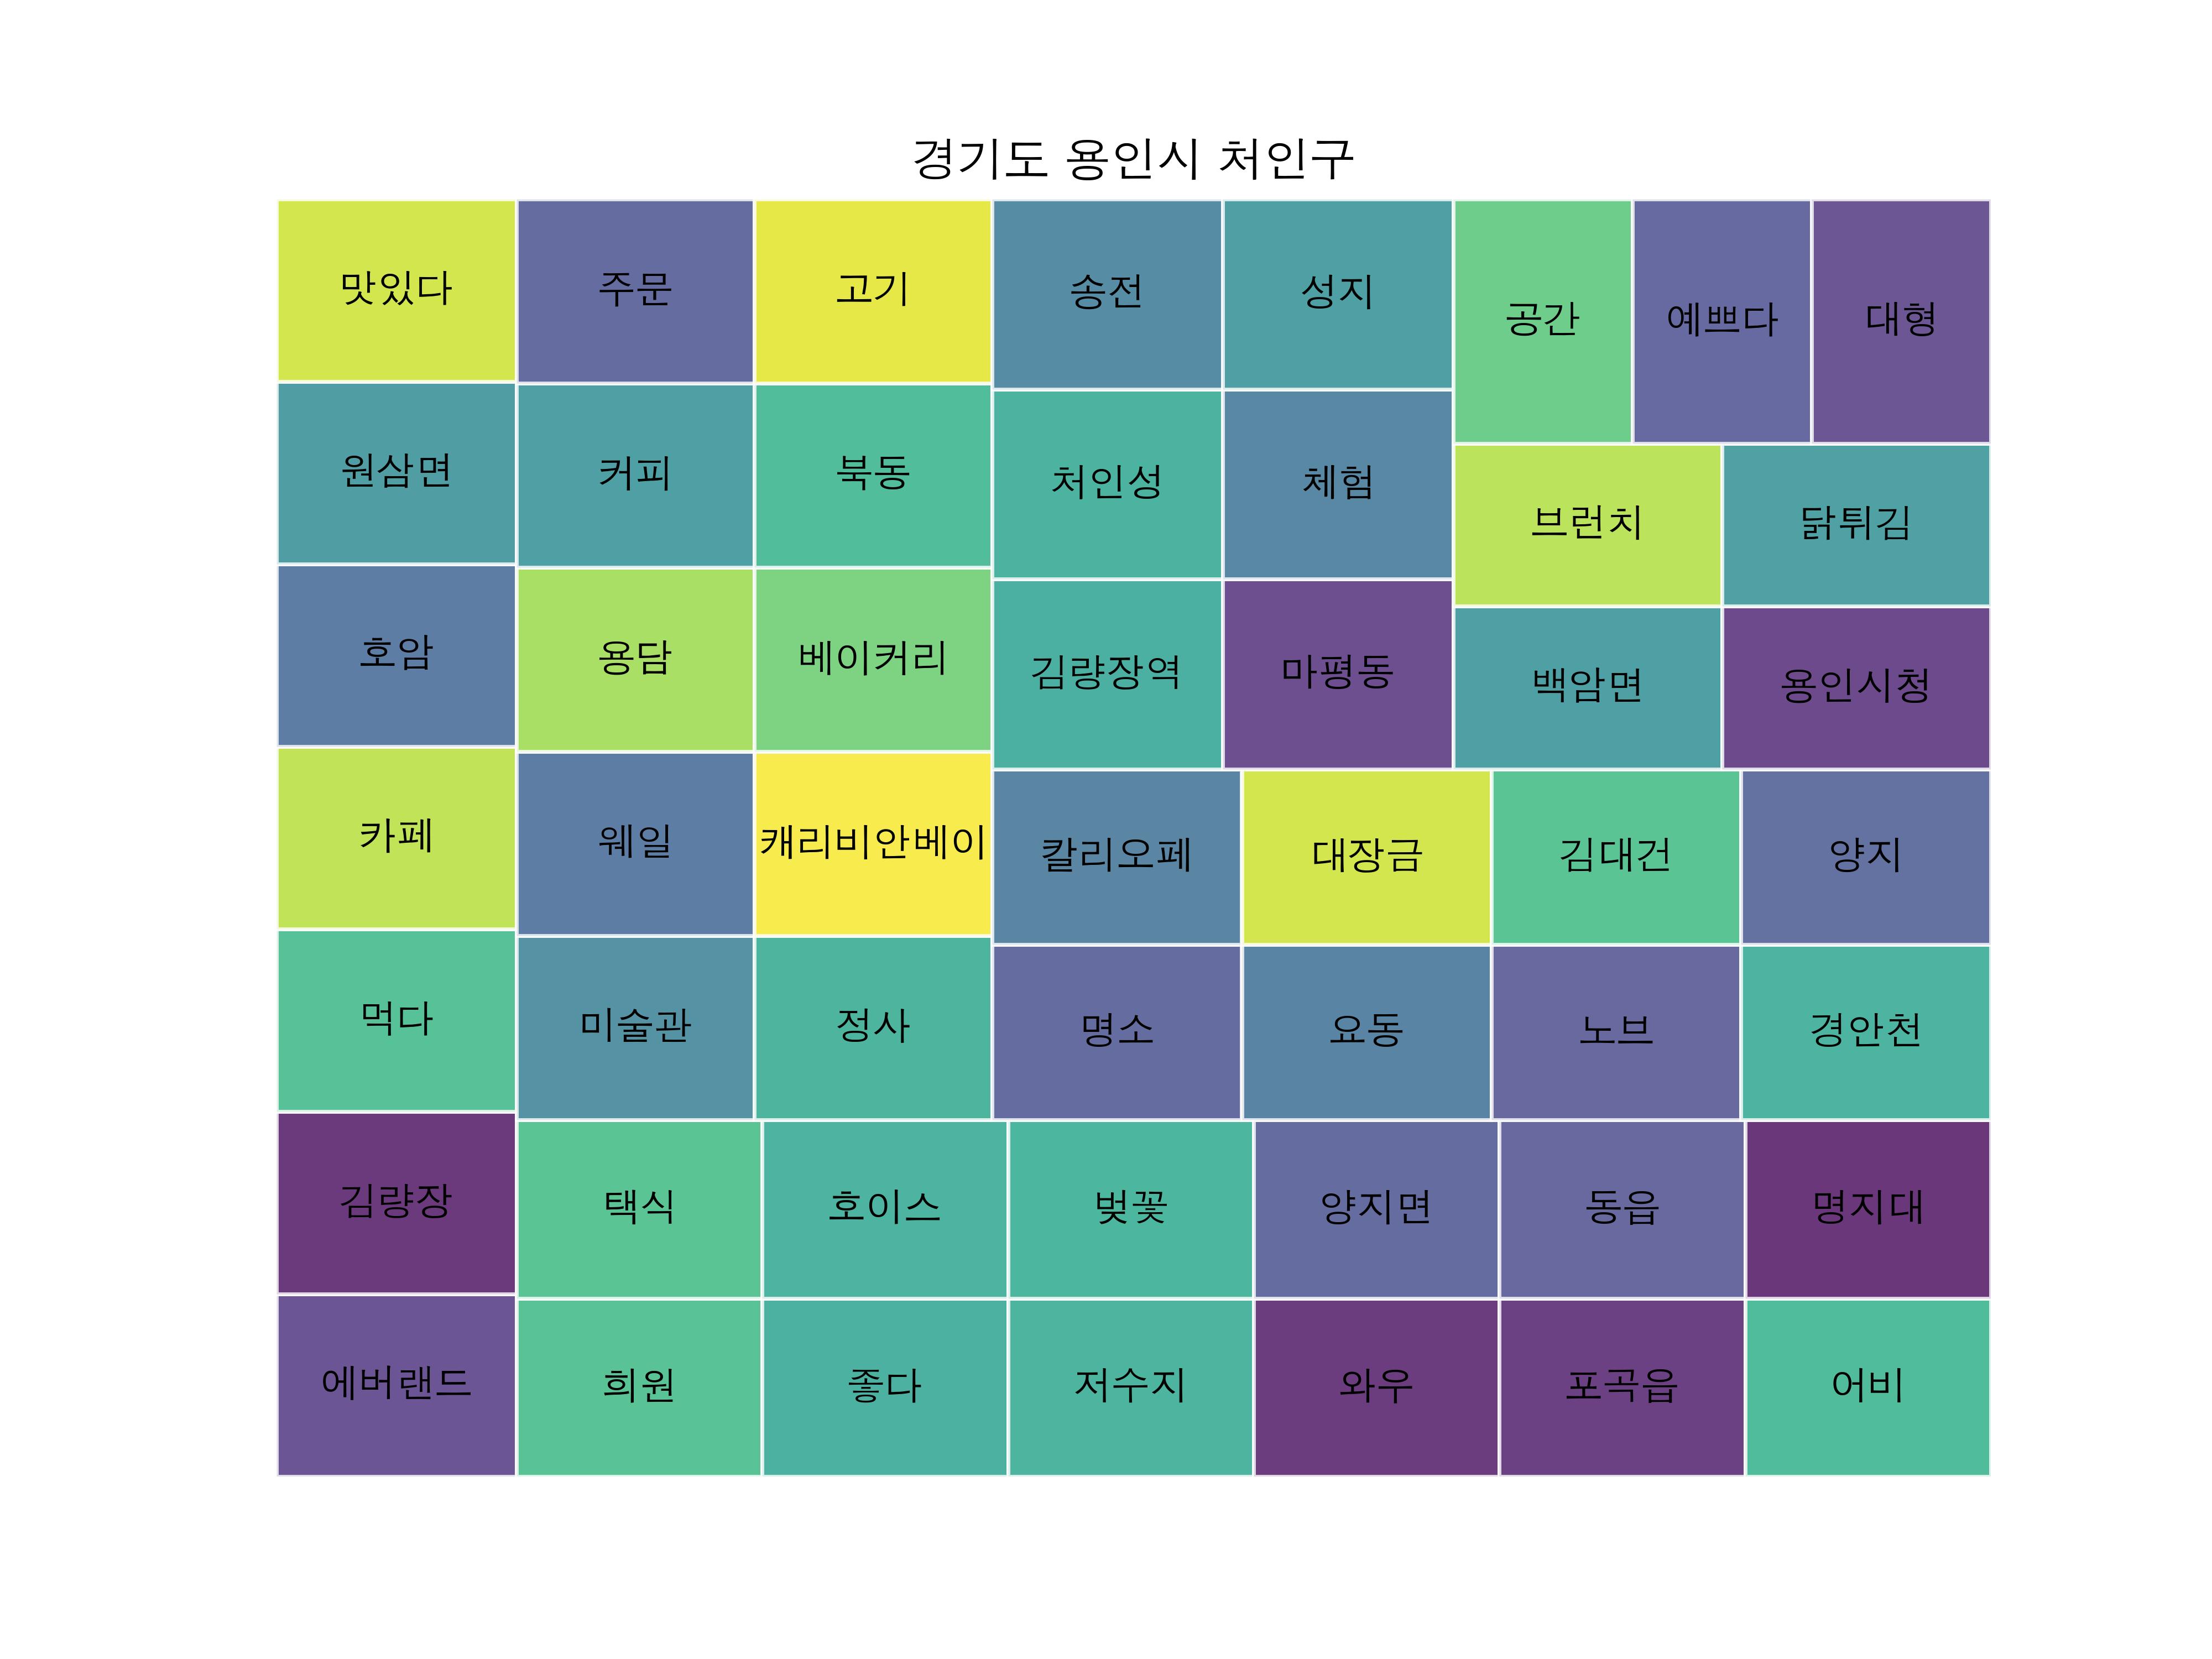 경기도 용인시 처인구
맛있다 주문 고기 송전 성지 공간 예쁘다 대형
원삼면 커피 북동 처인성 체험 브런치 닭튀김
호암 용담 베이커리 김량장역 마평동 백암면 용인시청
카페 웨일 캐리비안베이 칼리오페 대장금 김대건 양지
먹다 미술관 정사 명소 요동 노브 경안천
김량장 택식 호이스 벚꽃 양지면 동읍 명지대
에버랜드 희원 좋다 저수지 와우 포곡읍 어비